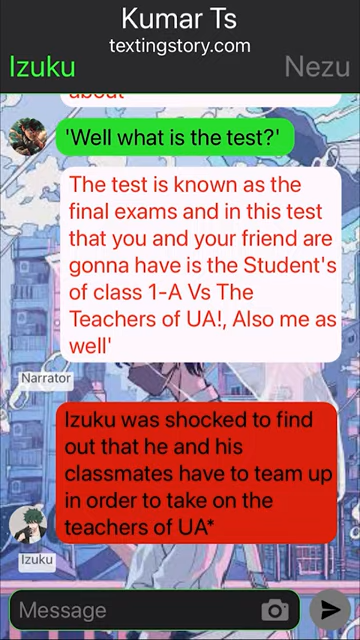 Kumar Ts
textingstory.com
Izuku
Nezu
about
'Well what is the test?'
The test is known as the
final exams and in this test
that you and your friend are
gonna have is the Student's
of class 1-A Vs The
Teachers of UA!, Also me as
well'
Narrator
Izuku was shocked to find
out that he and his
classmates have to team up
in order to take on the
teachers of UA*
Izuku
Message